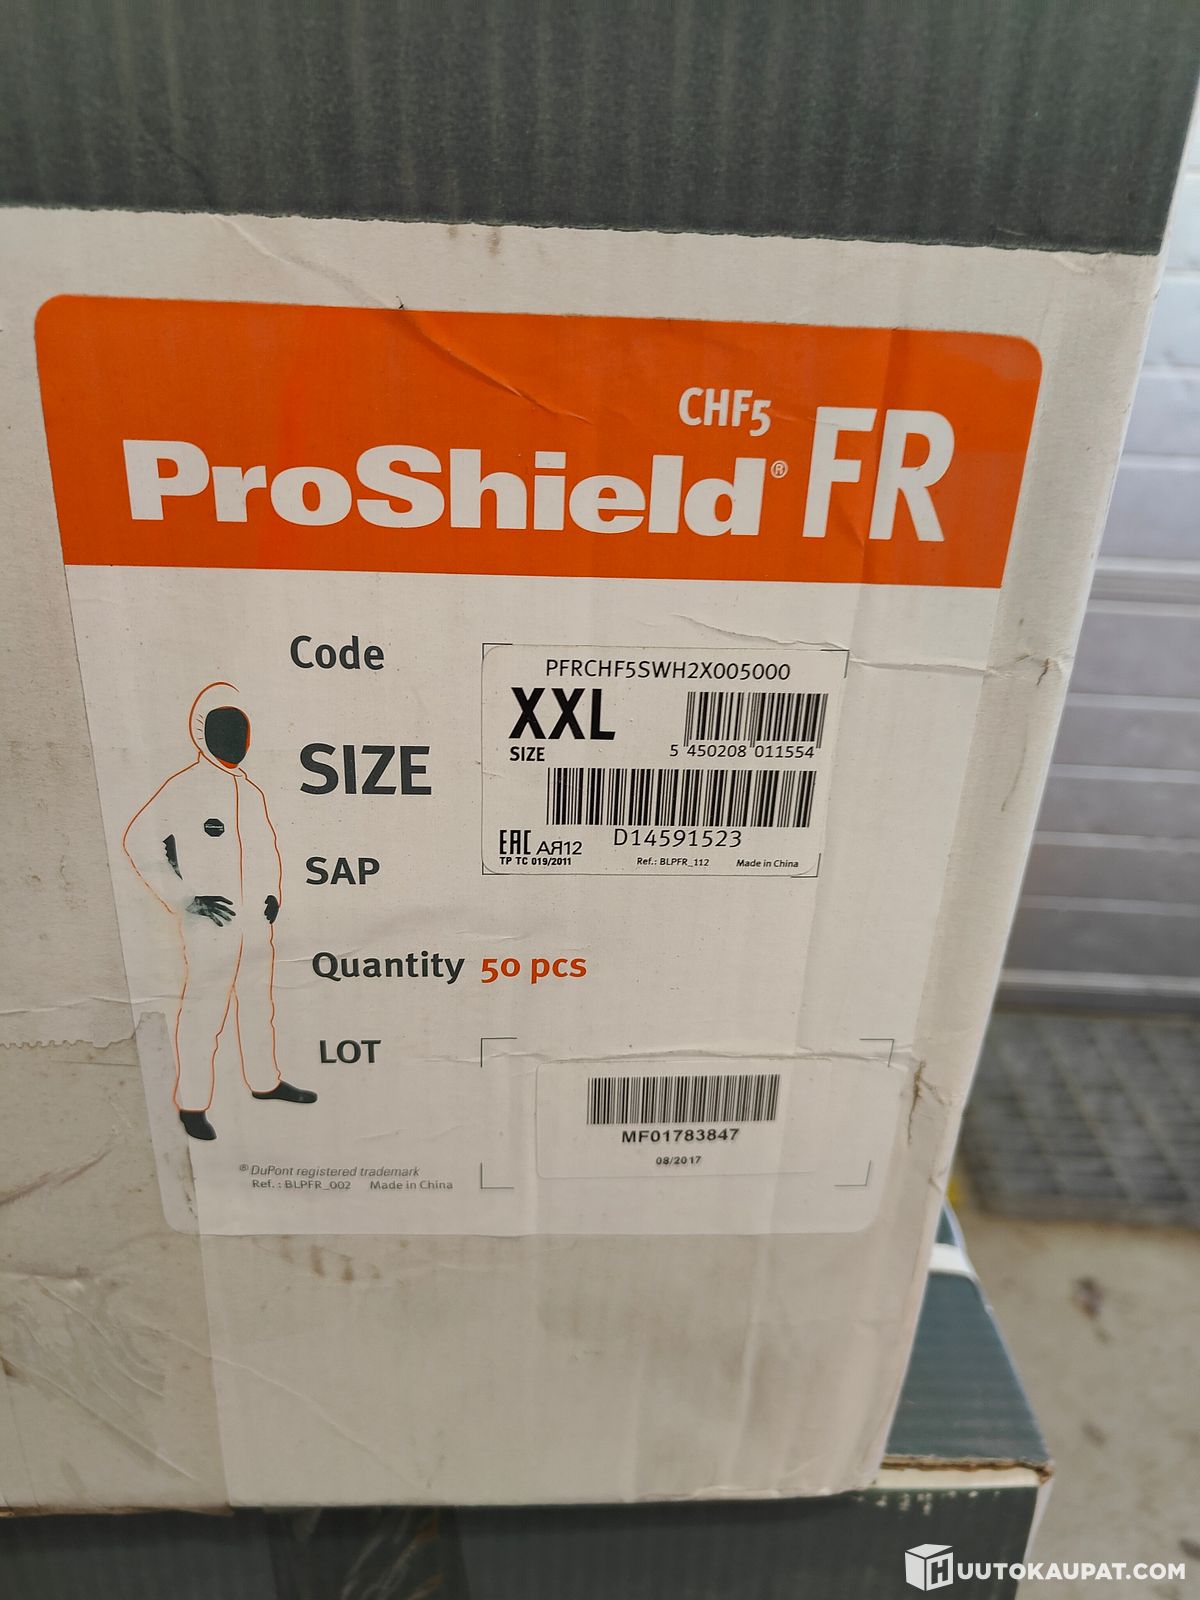 CHF5
ProShield® FR
Code
PFRCHF5SWH2X005000
XXL
SIZE
5 450208 011554
SIZE
D14591523
EAC АЯ12
TP TC 019/2011
Ref.: BLPFR_112 Made in China
SAP
Quantity 50 pcs
LOT
MF01783847
08/2017
® DuPont registered trademark
Ref. : BLPFR_002 Made in China
HUUTOKAUPAT.COM